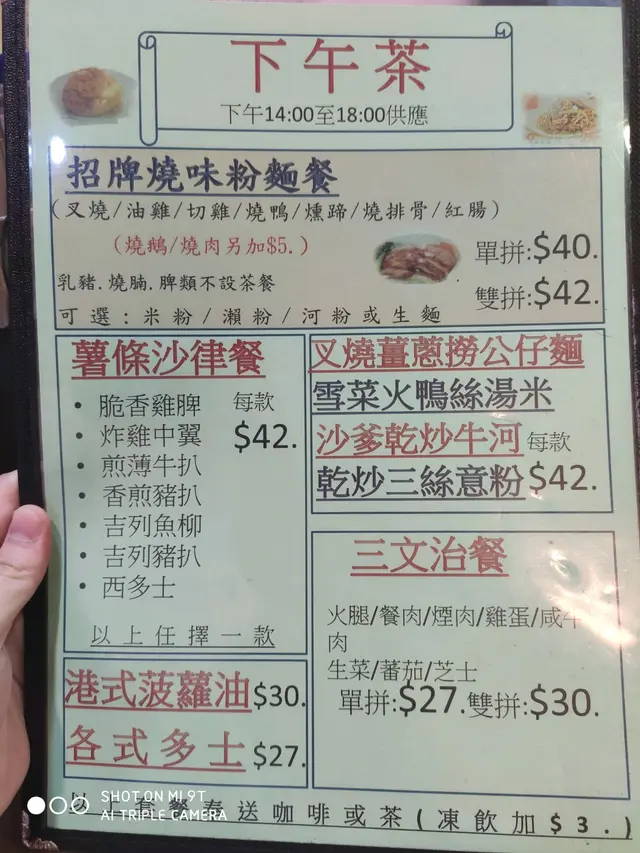 下午茶
下午14:00至18:00供應
招牌燒味粉麵餐
(叉燒/油雞/切雞/燒鴨/燻蹄/燒排骨/紅腸)
(燒鵝/燒肉另加$5.)
單拼:$40.
乳豬.燒腩.脾類不設茶餐
雙拼:$42.
可選:米粉/瀨粉/河粉或生麵
薯條沙律餐
• 脆香雞脾 每款
• 炸雞中翼 $42.
• 煎薄牛扒
• 香煎豬扒
• 吉列魚柳
• 吉列豬扒
• 西多士
以上任擇一款
叉燒薑蔥撈公仔麵
雪菜火鴨絲湯米
沙爹乾炒牛河 每款
乾炒三絲意粉 $42.
三文治餐
火腿/餐肉/煙肉/雞蛋/咸牛
肉
生菜/蕃茄/芝士
單拼:$27.雙拼:$30.
港式菠蘿油 $30.
各式多士 $27.
以上套餐奉送咖啡或茶(凍飲加$3.)
SHOT ON MI 9T
AI TRIPLE CAMERA